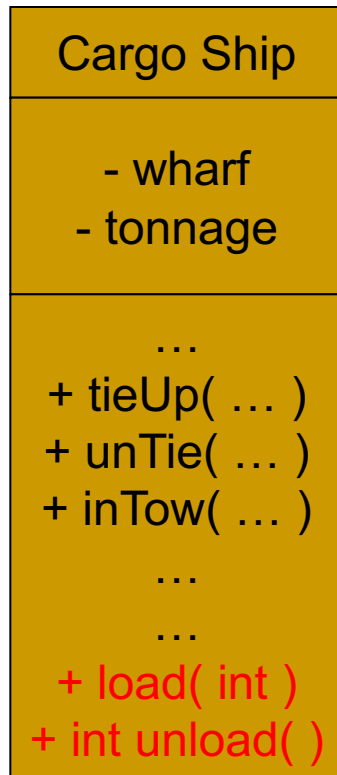 Cargo Ship
- wharf
- tonnage
…
+ tieUp( … )
+ unTie( … )
+ inTow( … )
…
…
+ load( int )
+ int unload( )